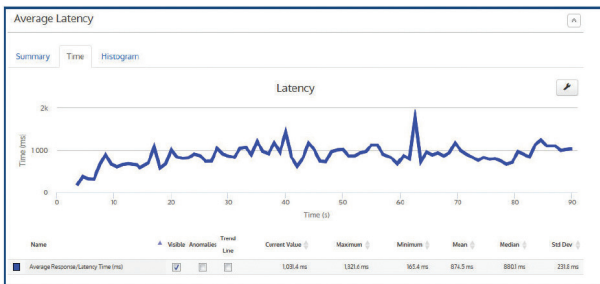 Average Latency
Summary Time Histogram
Latency
2k
1 000
0
Time (ms)
0 10 20 30 40 50 60 70 80 90
Time (s)
Name Visible Anomalies Trend Line Current Value Maximum Minimum Mean Median Std Dev
Average Response/Latency Time (ms) 1,031.4 ms 1,921.6 ms 165.4 ms 874.5 ms 880.1 ms 231.8 ms